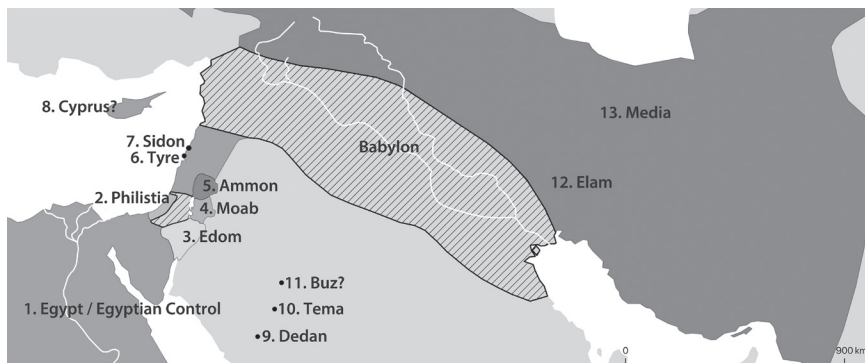 13. Media
8. Cyprus?
7. Sidon
Babylon
6. Tyre
12. Elam
5. Ammon
2. Philistia
4. Moab
3. Edom
11. Buz?
1. Egypt / Egyptian Control
10. Tema
9. Dedan
0
900 km